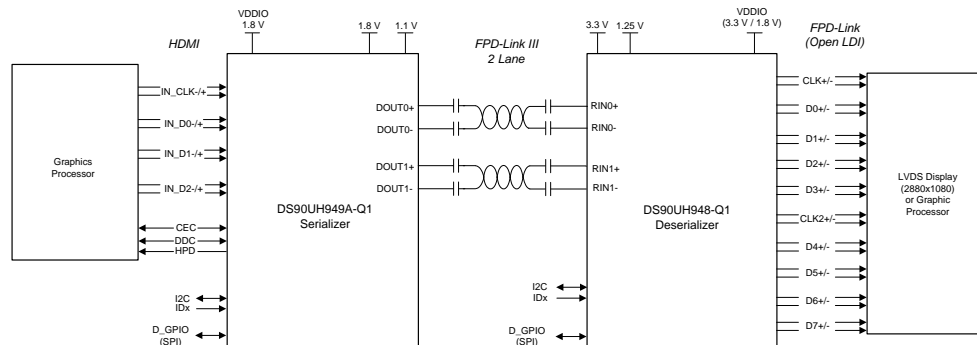 VDDIO
1.8 V
1.8 V
1.1 V
HDMI
FPD-Link III
2 Lane
3.3 V
1.25 V
VDDIO
(3.3 V / 1.8 V)
FPD-Link
(Open LDI)
Graphics
Processor
IN_CLK-/+
IN_D0-/+
IN_D1-/+
IN_D2-/+
CEC
DDC
HPD
I2C
IDx
D_GPIO
(SPI)
DS90UH949A-Q1
Serializer
DOUT0+
DOUT0-
DOUT1+
DOUT1-
RIN0+
RIN0-
RIN1+
RIN1-
DS90UH948-Q1
Deserializer
I2C
IDx
D_GPIO
(SPI)
CLK+/-
D0+/-
D1+/-
D2+/-
D3+/-
CLK2+/-
D4+/-
D5+/-
D6+/-
D7+/-
LVDS Display
(2880x1080)
or Graphic
Processor